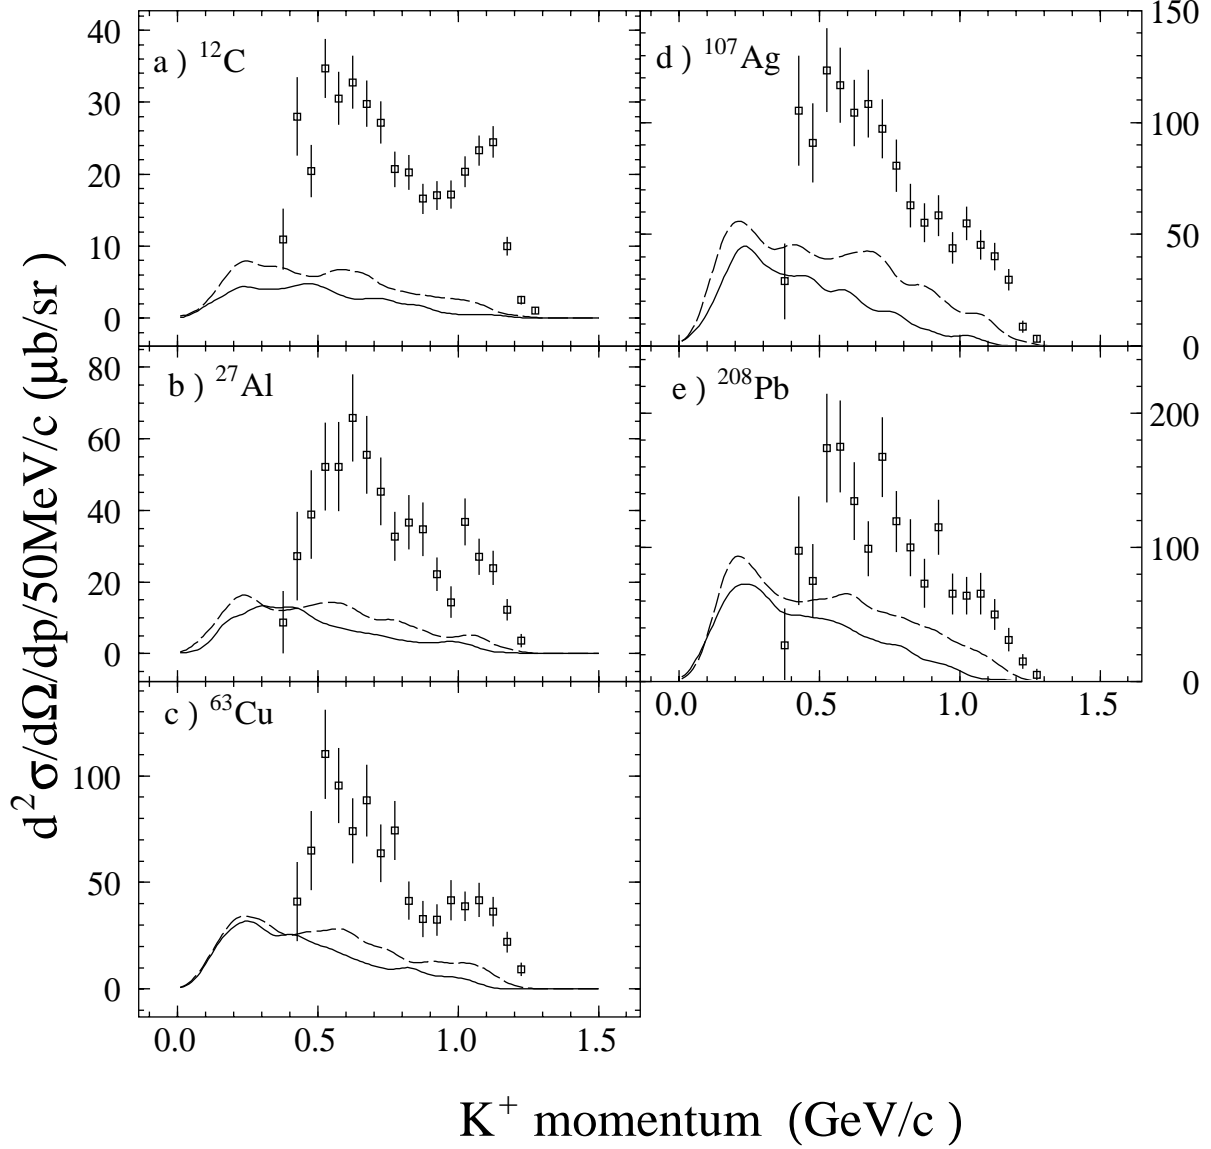 a ) ¹²C
40
30
20
10
0
d ) ¹⁰⁷Ag
150
100
50
0
b ) ²⁷Al
80
60
40
20
0
e ) ²⁰⁸Pb
200
100
0
0.0 0.5 1.0 1.5
c ) ⁶³Cu
100
50
0
0.0 0.5 1.0 1.5
d²σ/dΩ/dp/50MeV/c (μb/sr )
K⁺ momentum (GeV/c )